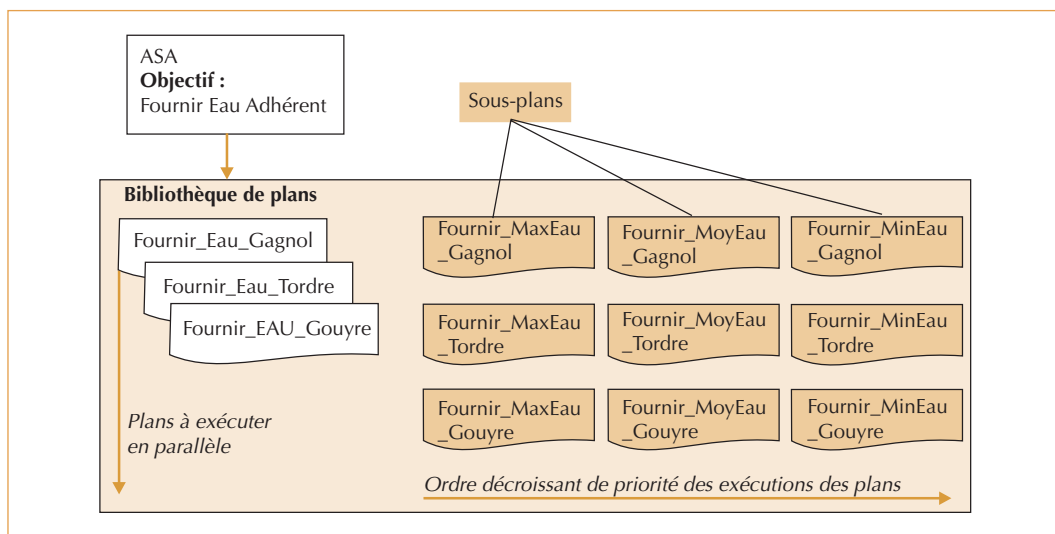 ASA
Objectif :
Fournir Eau Adhérent
Sous-plans
Bibliothèque de plans
Fournir_Eau_Gagnol
Fournir_Eau_Tordre
Fournir_EAU_Gouyre
Plans à exécuter
en parallèle
Fournir_MaxEau
_Gagnol
Fournir_MoyEau
_Gagnol
Fournir_MinEau
_Gagnol
Fournir_MaxEau
_Tordre
Fournir_MoyEau
_Tordre
Fournir_MinEau
_Tordre
Fournir_MaxEau
_Gouyre
Fournir_MoyEau
_Gouyre
Fournir_MinEau
_Gouyre
Ordre décroissant de priorité des exécutions des plans